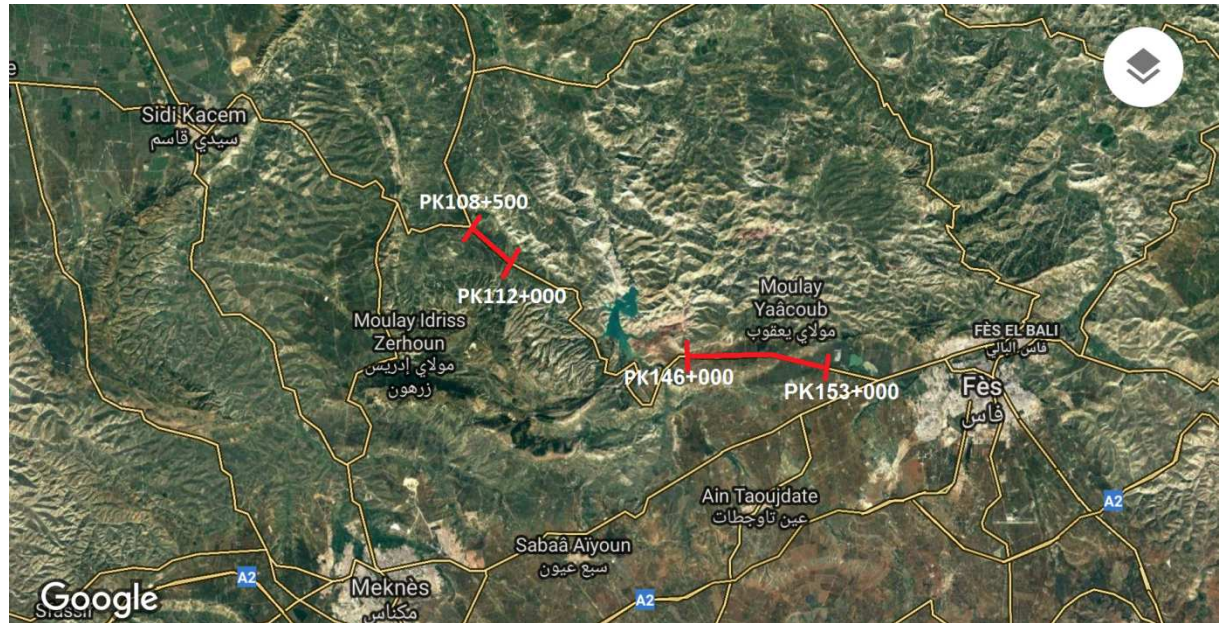 e
Sidi Kacem
سيدي قاسم
PK108+500
PK112+000
Moulay Idriss
Zerhoun
مولاي إدريس
زرهون
Moulay
Yaâcoub
مولاي يعقوب
PK146+000
PK153+000
FÈS EL BALI
فاس البالي
Fès
فاس
Ain Taoujdate
عين تاوجطات
A2
Sabaâ Aïyoun
سبع عيون
A2
Meknès
مكناس
A2
Google